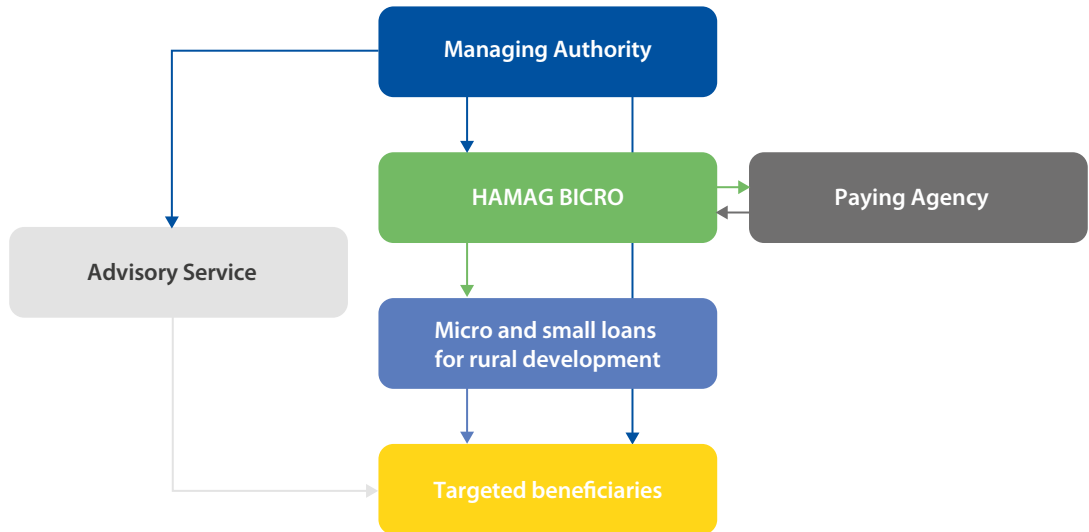 Managing Authority
HAMAG BICRO
Paying Agency
Advisory Service
Micro and small loans
for rural development
Targeted beneficiaries